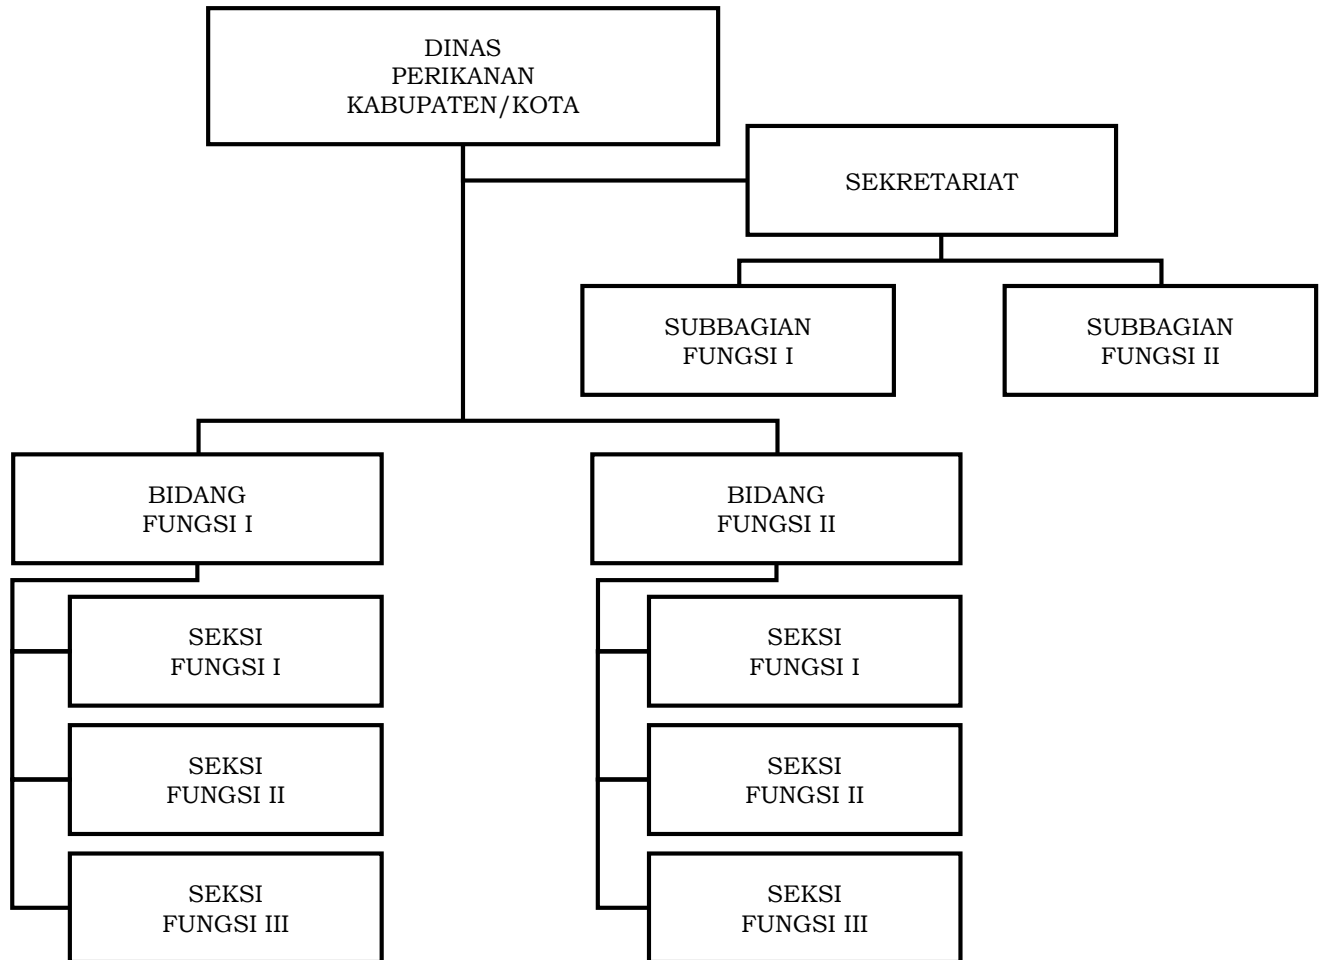 DINAS
PERIKANAN
KABUPATEN/KOTA
SEKRETARIAT
SUBBAGIAN
FUNGSI I
SUBBAGIAN
FUNGSI II
BIDANG
FUNGSI I
BIDANG
FUNGSI II
SEKSI
FUNGSI I
SEKSI
FUNGSI II
SEKSI
FUNGSI III
SEKSI
FUNGSI I
SEKSI
FUNGSI II
SEKSI
FUNGSI III